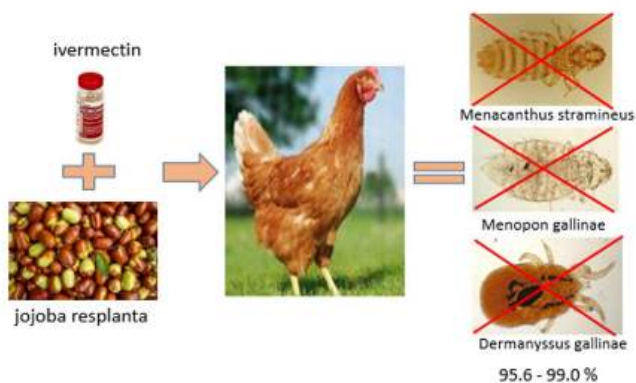 ivermectin
jojoba resplanta
Menacanthus stramineus
Menopon gallinae
Dermanyssus gallinae
95.6 - 99.0 %